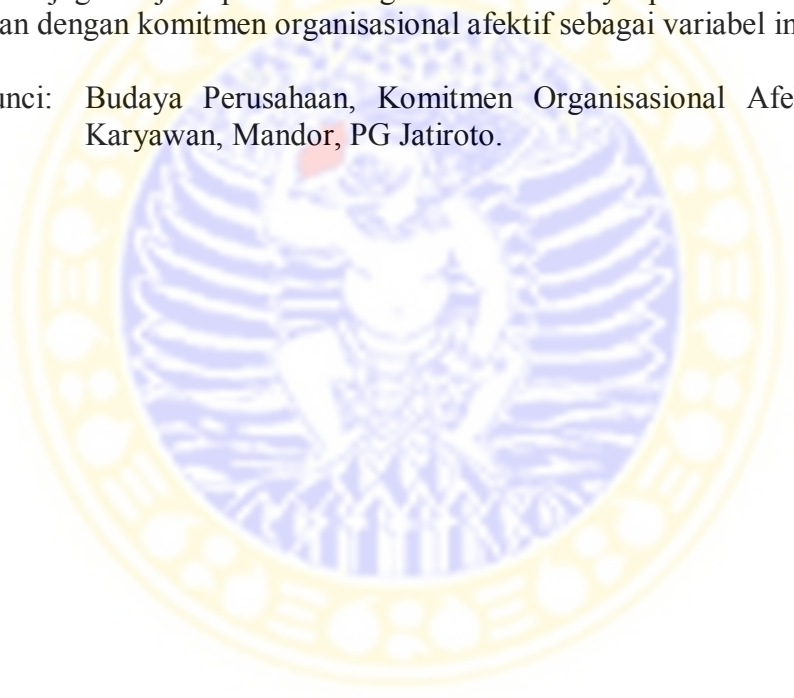 an dengan komitmen organisasional afektif sebagai variabel in
unci: Budaya Perusahaan, Komitmen Organisasional Afe
Karyawan, Mandor, PG Jatiroto.